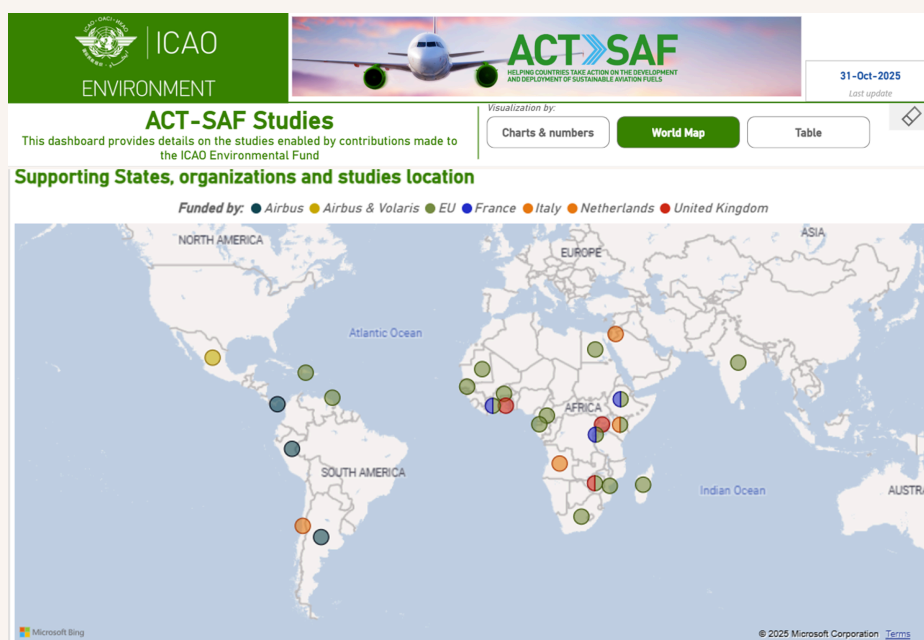 ICAO · OACI · ИКАО
ICAO
ENVIRONMENT
ACT SAF
HELPING COUNTRIES TAKE ACTION ON THE DEVELOPMENT
AND DEPLOYMENT OF SUSTAINABLE AVIATION FUELS
31-Oct-2025
Last update
ACT-SAF Studies
This dashboard provides details on the studies enabled by contributions made to
the ICAO Environmental Fund
Visualization by:
Charts & numbers
World Map
Table
Supporting States, organizations and studies location
Funded by: Airbus Airbus & Volaris EU France Italy Netherlands United Kingdom
NORTH AMERICA
EUROPE
ASIA
Atlantic Ocean
AFRICA
SOUTH AMERICA
Indian Ocean
AUSTR
Microsoft Bing
© 2025 Microsoft Corporation Terms